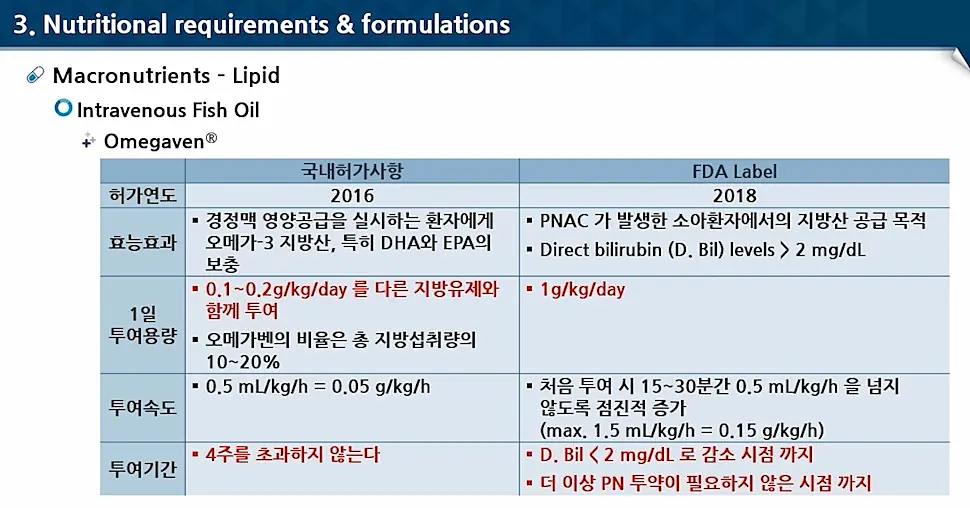 3. Nutritional requirements & formulations
Macronutrients - Lipid
Intravenous Fish Oil
Omegaven®
국내허가사항
FDA Label
허가연도
2016
2018
효능효과
▪ 경정맥 영양공급을 실시하는 환자에게
오메가-3 지방산, 특히 DHA와 EPA의
보충
▪ PNAC 가 발생한 소아환자에서의 지방산 공급 목적
▪ Direct bilirubin (D. Bil) levels > 2 mg/dL
1일
투여용량
▪ 0.1~0.2g/kg/day 를 다른 지방유제와
함께 투여
▪ 오메가벤의 비율은 총 지방섭취량의
10~20%
▪ 1g/kg/day
투여속도
▪ 0.5 mL/kg/h = 0.05 g/kg/h
▪ 처음 투여 시 15~30분간 0.5 mL/kg/h 을 넘지
않도록 점진적 증가
(max. 1.5 mL/kg/h = 0.15 g/kg/h)
투여기간
▪ 4주를 초과하지 않는다
▪ D. Bil < 2 mg/dL 로 감소 시점 까지
▪ 더 이상 PN 투약이 필요하지 않은 시점 까지